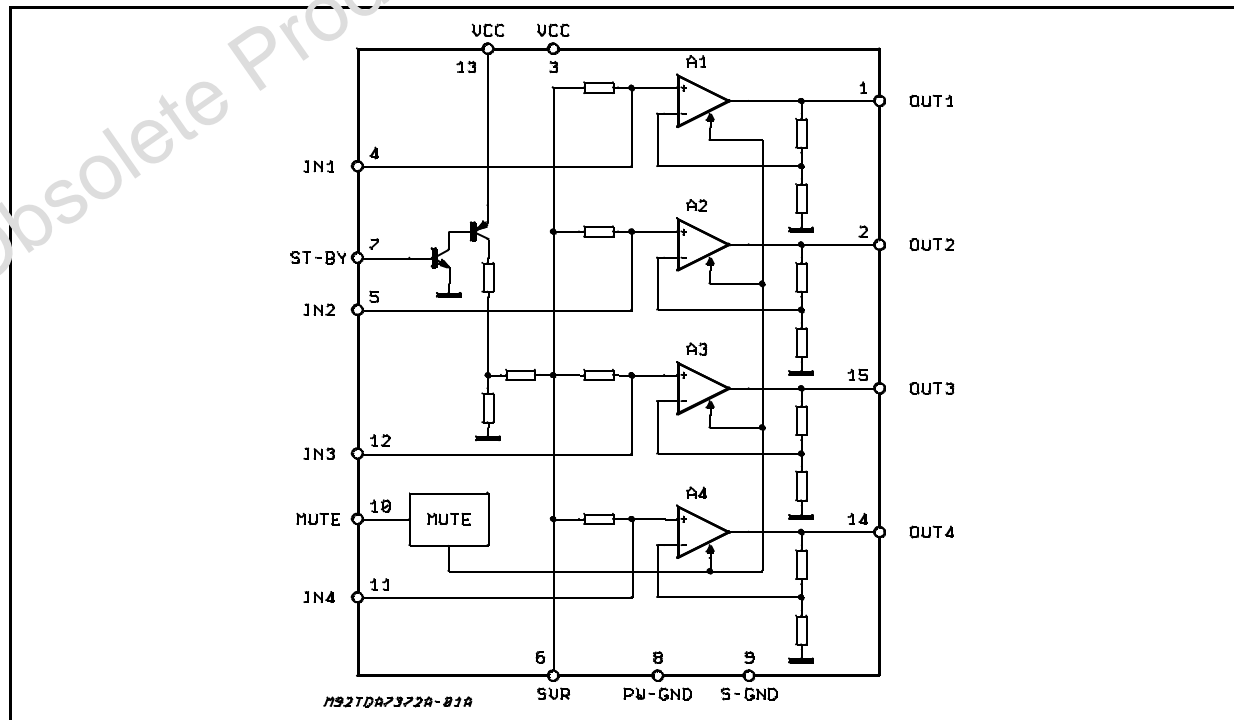 Obsolete Prod
VCC VCC
13 3 A1
+
-
1 OUT1
4
IN1
A2
+
-
2 OUT2
7
ST-BY
5
IN2
A3
+
-
15 OUT3
12
IN3
A4
+
-
14 OUT4
10
MUTE MUTE
11
IN4
6 8 9
SVR PW-GND S-GND
M92TDA7372A-01A